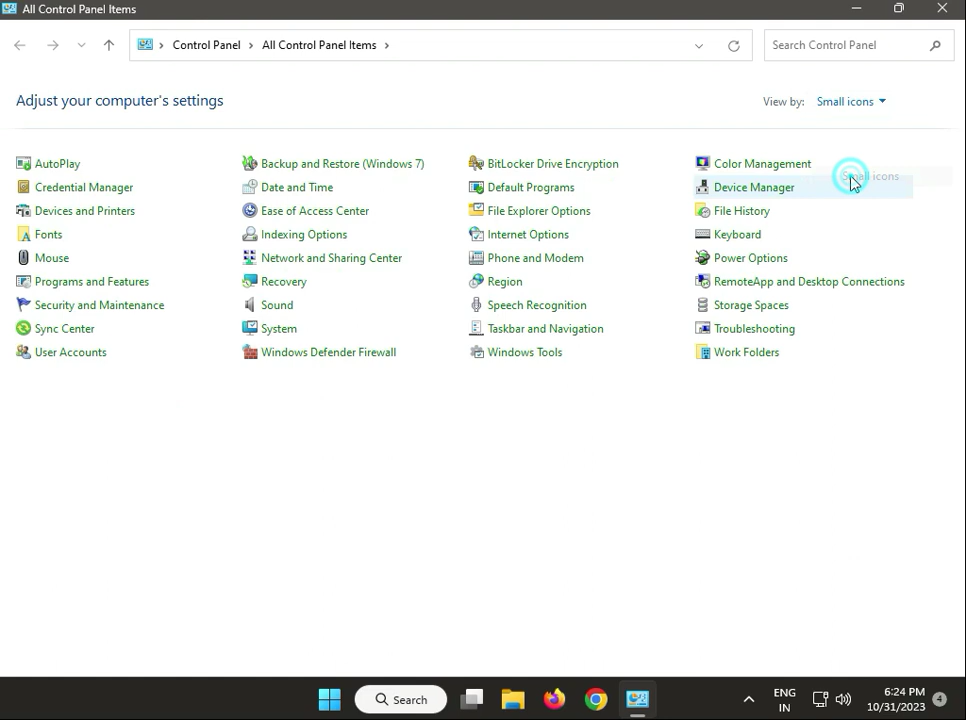 All Control Panel Items
Control Panel > All Control Panel Items >
Search Control Panel
Adjust your computer's settings
View by: Small icons
AutoPlay
Backup and Restore (Windows 7)
BitLocker Drive Encryption
Color Management
Small icons
Credential Manager
Date and Time
Default Programs
Device Manager
Devices and Printers
Ease of Access Center
File Explorer Options
File History
Fonts
Indexing Options
Internet Options
Keyboard
Mouse
Network and Sharing Center
Phone and Modem
Power Options
Programs and Features
Recovery
Region
RemoteApp and Desktop Connections
Security and Maintenance
Sound
Speech Recognition
Storage Spaces
Sync Center
System
Taskbar and Navigation
Troubleshooting
User Accounts
Windows Defender Firewall
Windows Tools
Work Folders
Search
ENG
IN
6:24 PM
10/31/2023
4